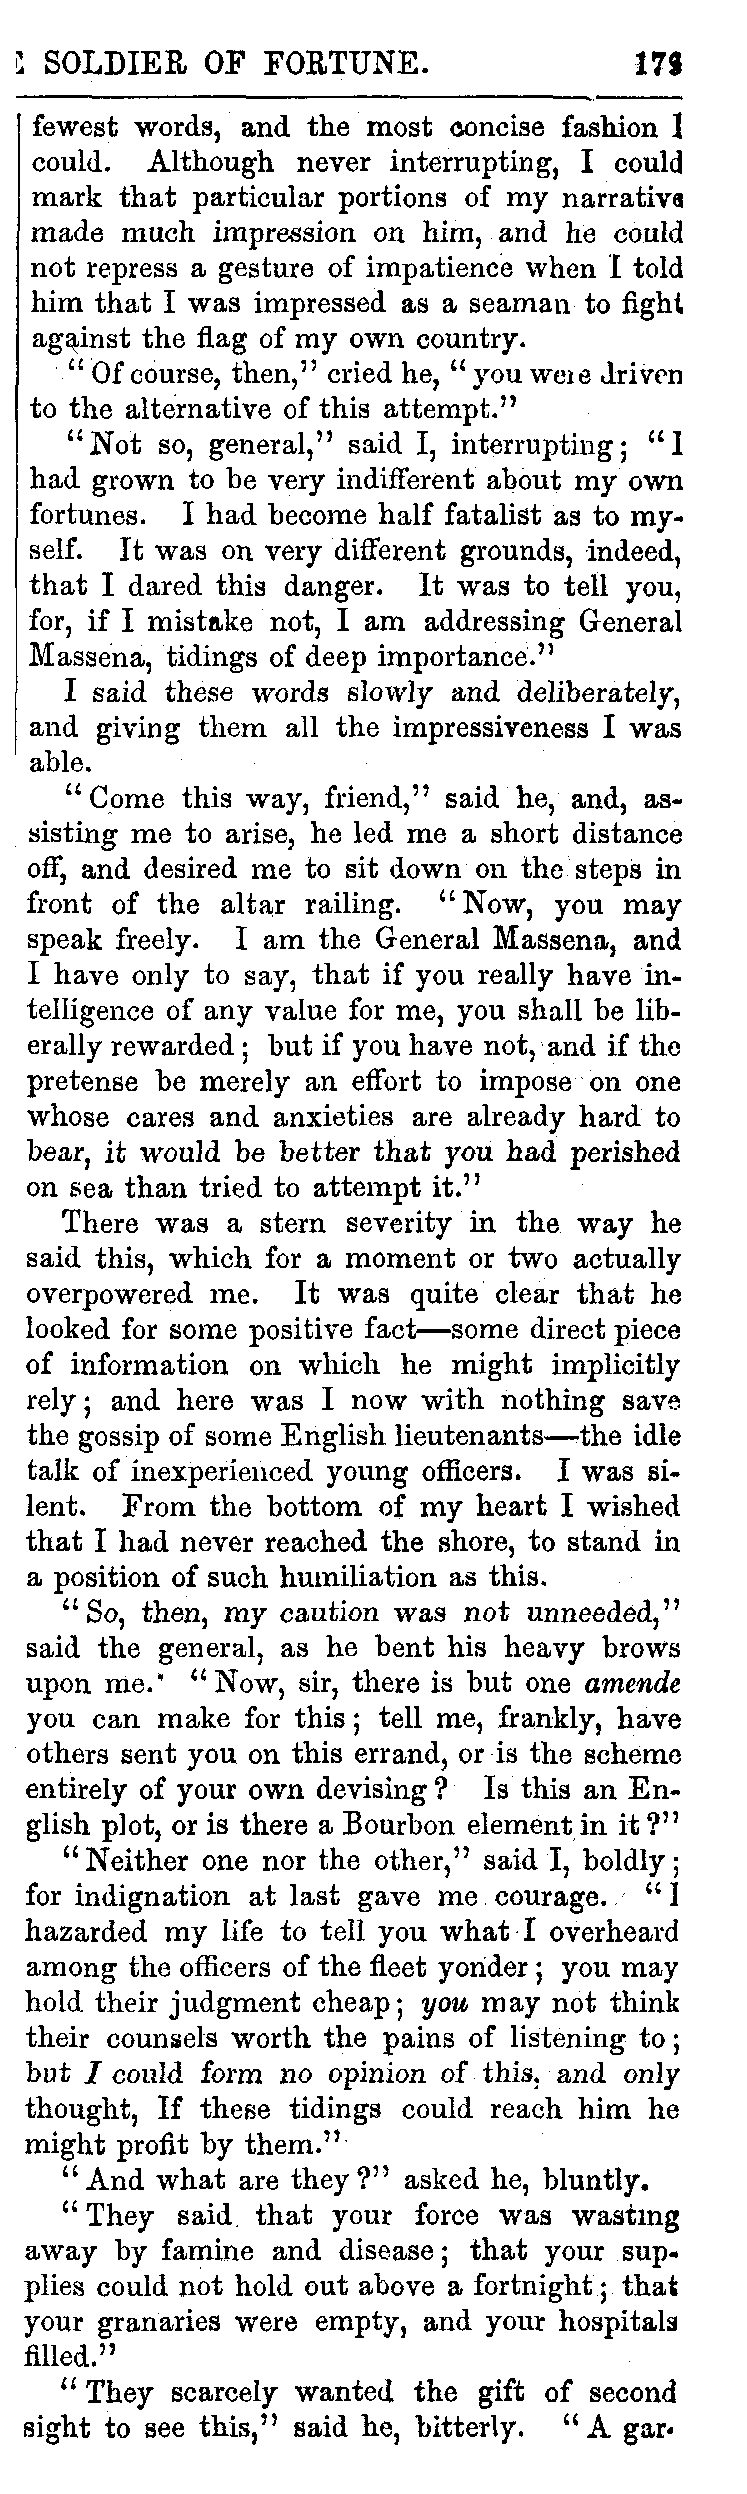 SOLDIER OF FORTUNE.
fewest words, and the most concise fashion I
could. Although never interrupting, I could
mark that particular portions of my narrative
made much impression on him, and he could
not repress a gesture of impatience when I told
him that I was impressed as a seaman to fight
against the flag of my own country.
"Of course, then," cried he, "you were driven
to the alternative of this attempt."
"Not so, general," said I, interrupting; "I
had grown to be very indifferent about my own
fortunes. I had become half fatalist as to my-
self. It was on very different grounds, indeed,
that I dared this danger. It was to tell you,
for, if I mistake not, I am addressing General
Massena, tidings of deep importance."
I said these words slowly and deliberately,
and giving them all the impressiveness I was
able.
"Come this way, friend," said he, and, as-
sisting me to arise, he led me a short distance
off, and desired me to sit down on the steps in
front of the altar railing. "Now, you may
speak freely. I am the General Massena, and
I have only to say, that if you really have in-
telligence of any value for me, you shall be lib-
erally rewarded; but if you have not, and if the
pretense be merely an effort to impose on one
whose cares and anxieties are already hard to
bear, it would be better that you had perished
on sea than tried to attempt it."
There was a stern severity in the way he
said this, which for a moment or two actually
overpowered me. It was quite clear that he
looked for some positive fact—some direct piece
of information on which he might implicitly
rely; and here was I now with nothing save
the gossip of some English lieutenants—the idle
talk of inexperienced young officers. I was si-
lent. From the bottom of my heart I wished
that I had never reached the shore, to stand in
a position of such humiliation as this.
"So, then, my caution was not unneeded,"
said the general, as he bent his heavy brows
upon me. "Now, sir, there is but one amende
you can make for this; tell me, frankly, have
others sent you on this errand, or is the scheme
entirely of your own devising? Is this an En-
glish plot, or is there a Bourbon element in it?"
"Neither one nor the other," said I, boldly;
for indignation at last gave me courage. "I
hazarded my life to tell you what I overheard
among the officers of the fleet yonder; you may
hold their judgment cheap; you may not think
their counsels worth the pains of listening to;
but I could form no opinion of this, and only
thought, If these tidings could reach him he
might profit by them."
"And what are they?" asked he, bluntly.
"They said that your force was wasting
away by famine and disease; that your sup-
plies could not hold out above a fortnight; that
your granaries were empty, and your hospitals
filled."
"They scarcely wanted the gift of second
sight to see this," said he, bitterly. "A gar-